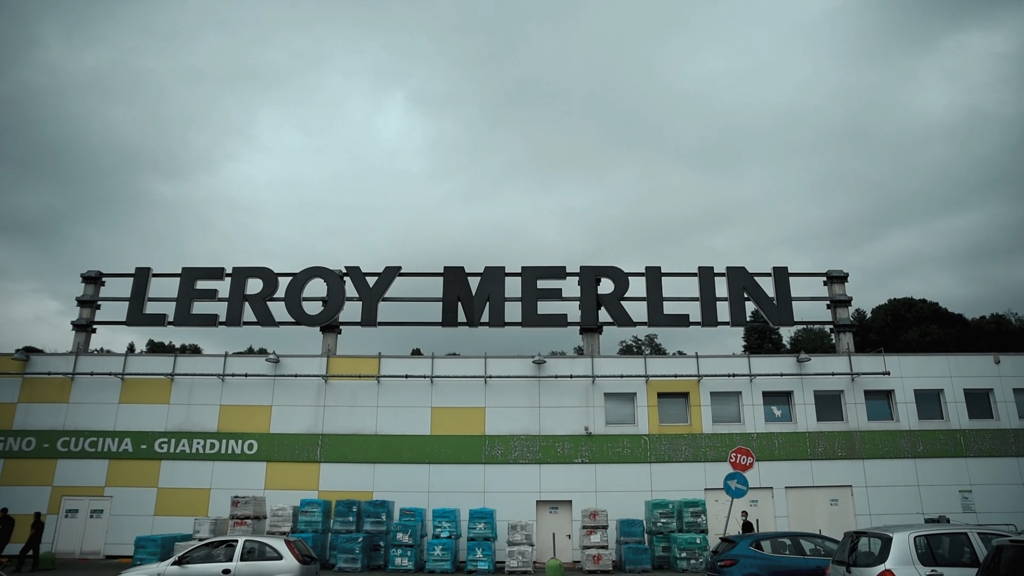 LEROY MERLIN
GNO - CUCINA - GIARDINO
STOP